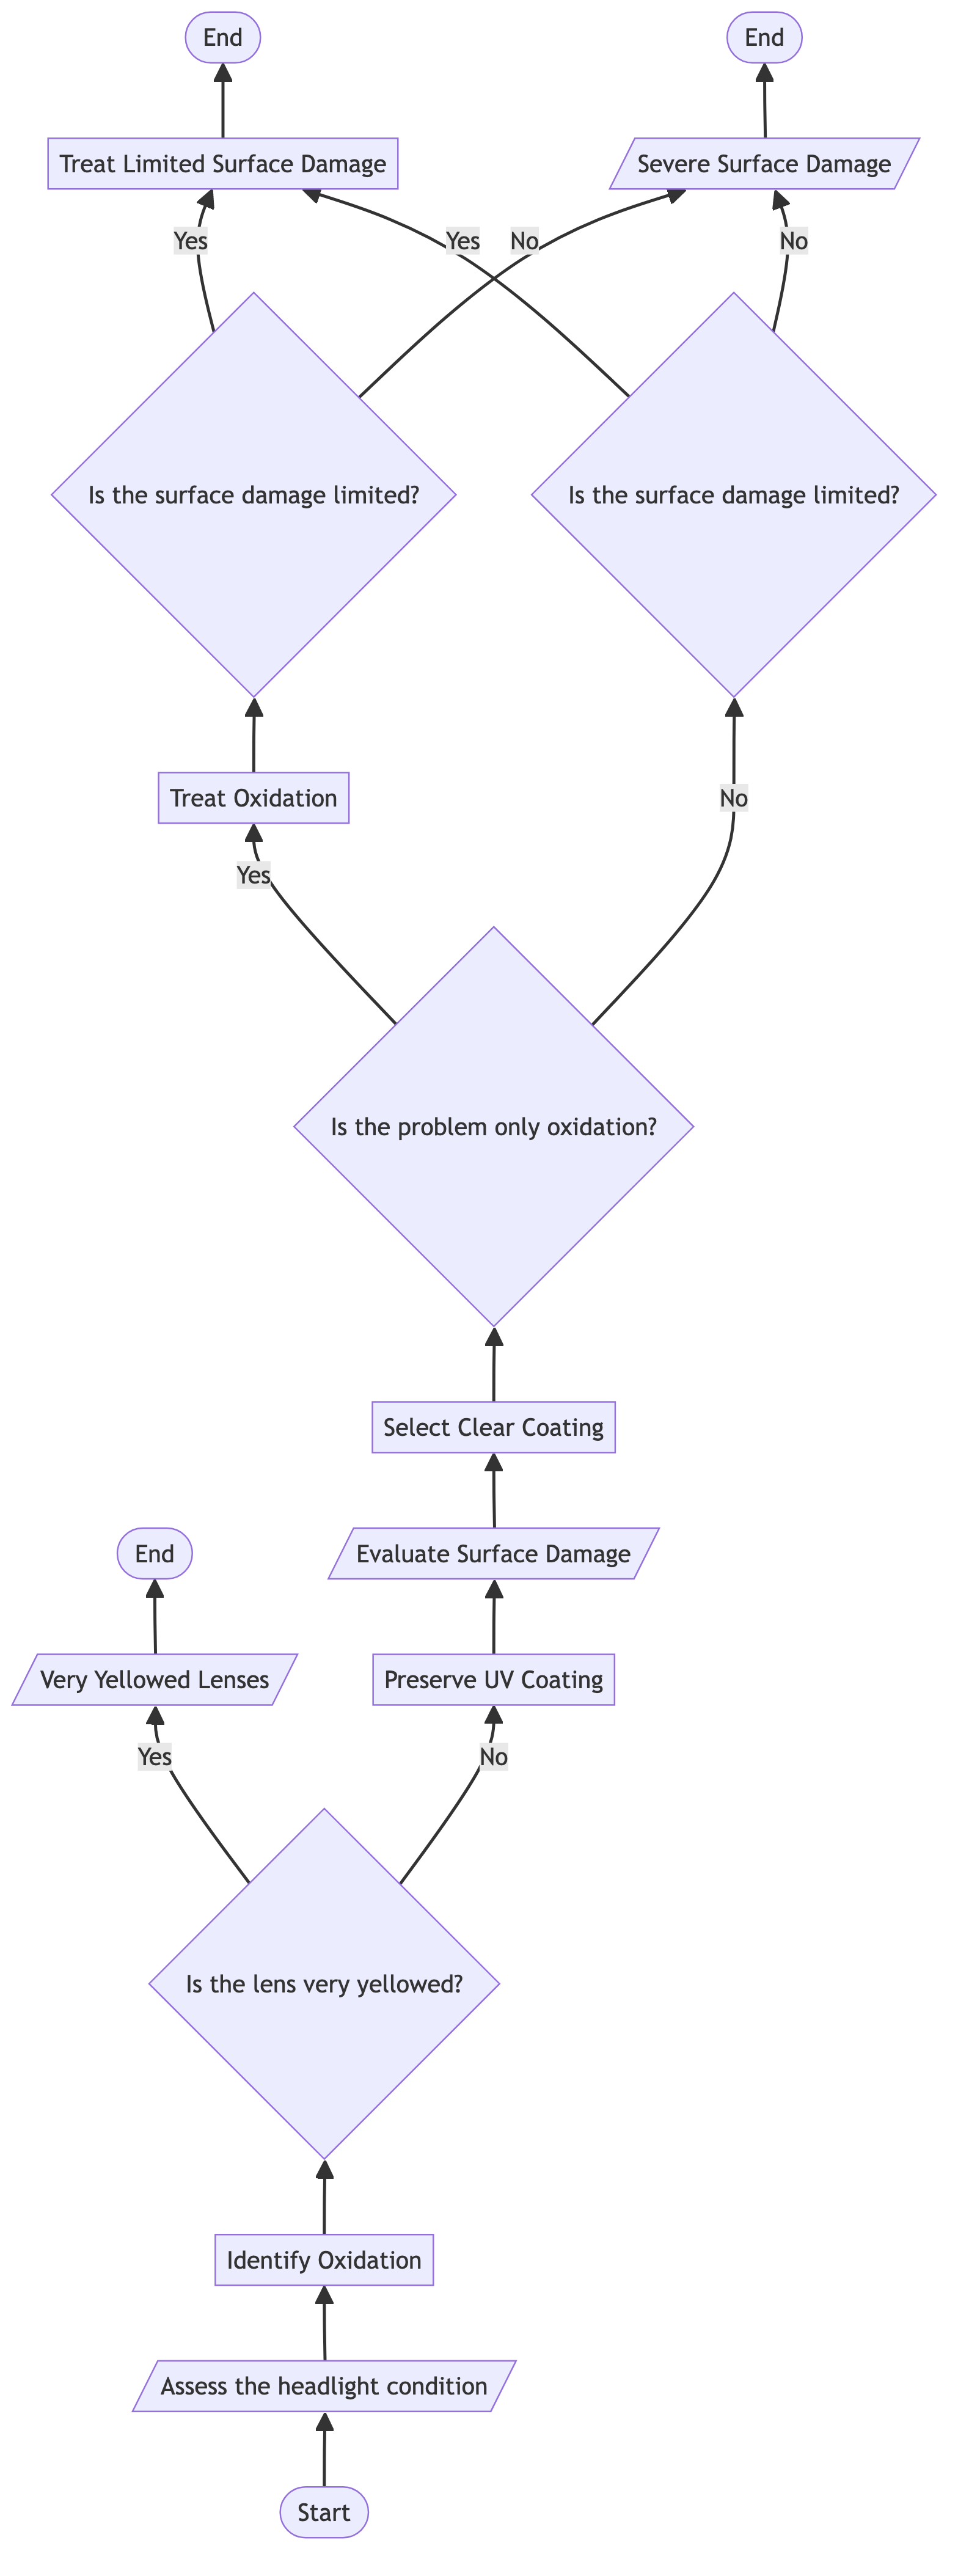 End
End
Treat Limited Surface Damage
Severe Surface Damage
Yes
Yes
No
No
Is the surface damage limited?
Is the surface damage limited?
Treat Oxidation
No
Yes
Is the problem only oxidation?
Select Clear Coating
End
Evaluate Surface Damage
Very Yellowed Lenses
Preserve UV Coating
Yes
No
Is the lens very yellowed?
Identify Oxidation
Assess the headlight condition
Start